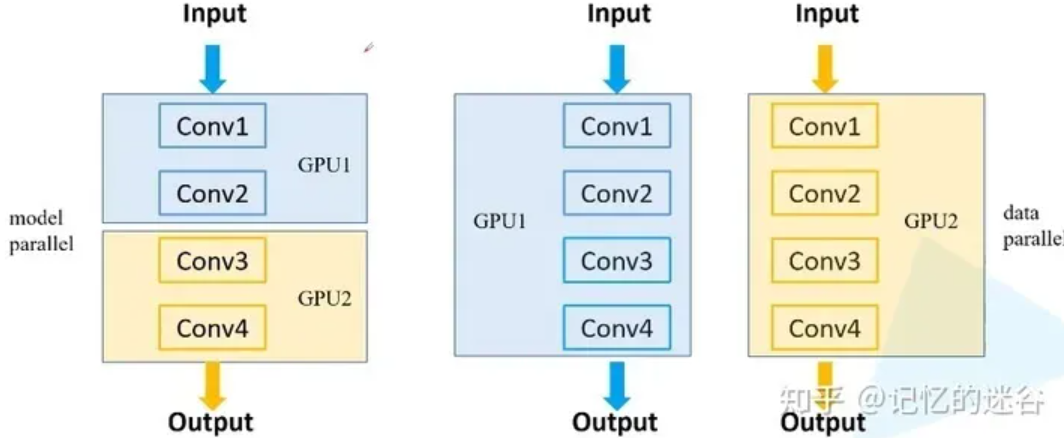 Input
Conv1
Conv2
GPU1
model
parallel
Conv3
Conv4
GPU2
Output
Input
Conv1
Conv2
GPU1
Conv3
Conv4
Output
Input
Conv1
Conv2
GPU2
Conv3
Conv4
Output
data
parallel
知乎 @记忆的迷谷